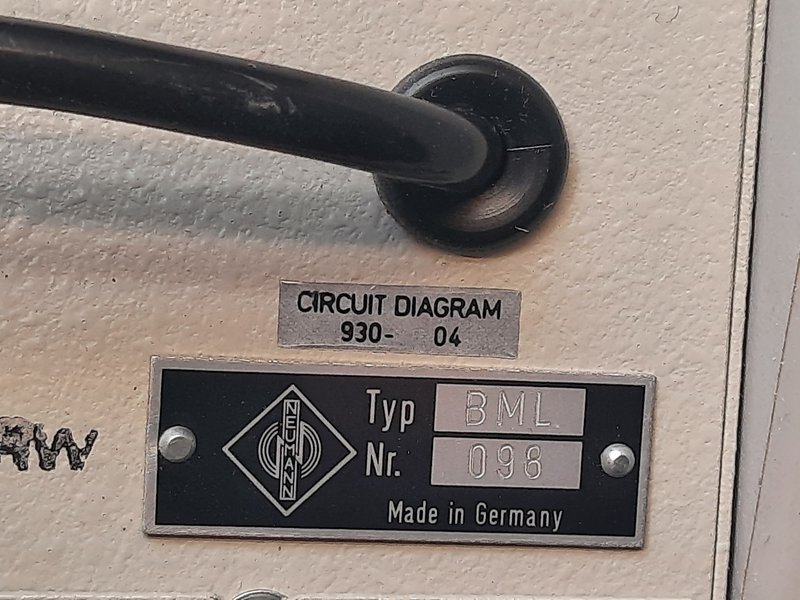 CIRCUIT DIAGRAM
930- 04
NEUMANN
Typ BML
Nr. 098
Made in Germany